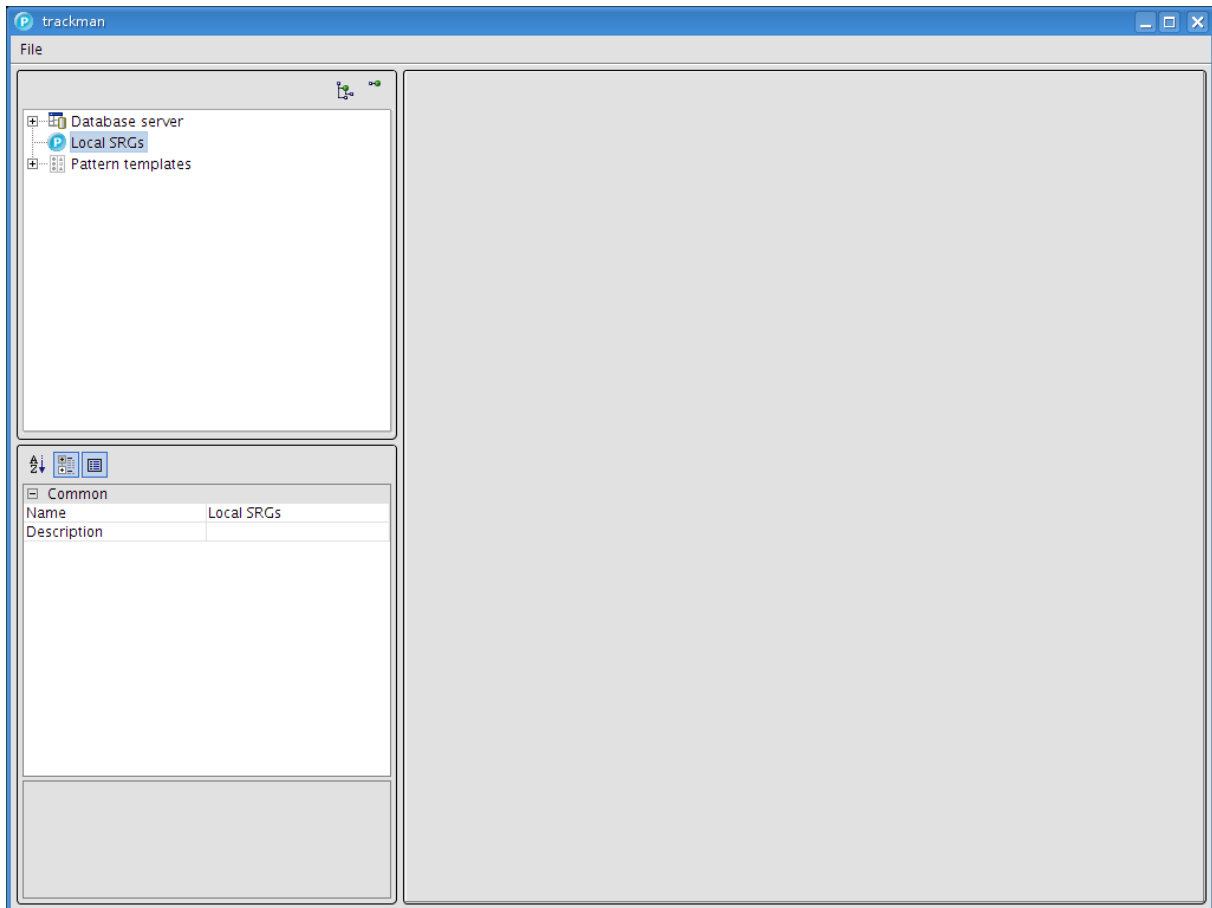 trackman
File
Database server
Local SRGs
Pattern templates
Common
Name Local SRGs
Description